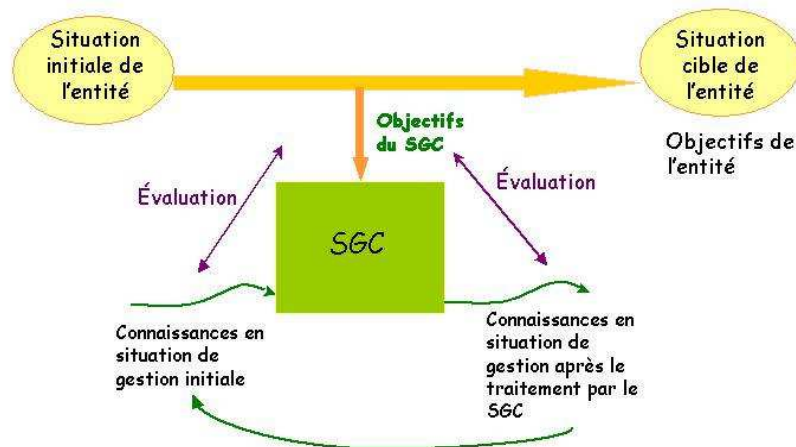 Situation
initiale de
l'entité
Situation
cible de
l'entité
Objectifs
du SGC
Objectifs de
l'entité
Évaluation
Évaluation
SGC
Connaissances en
situation de
gestion initiale
Connaissances en
situation de
gestion après le
traitement par le
SGC